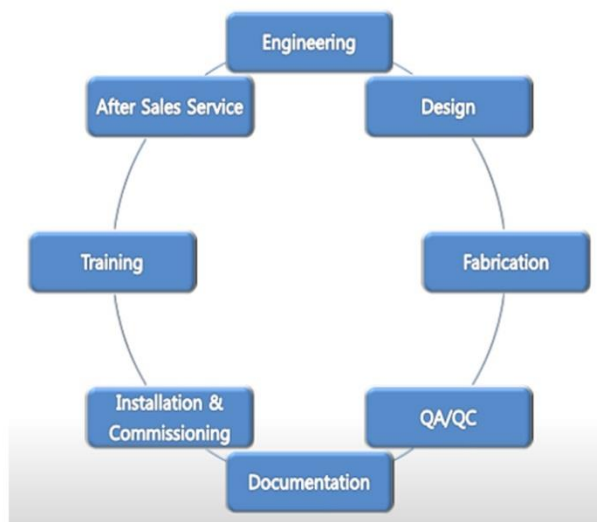 Engineering
Design
Fabrication
QA/QC
Documentation
Installation &
Commissioning
Training
After Sales Service